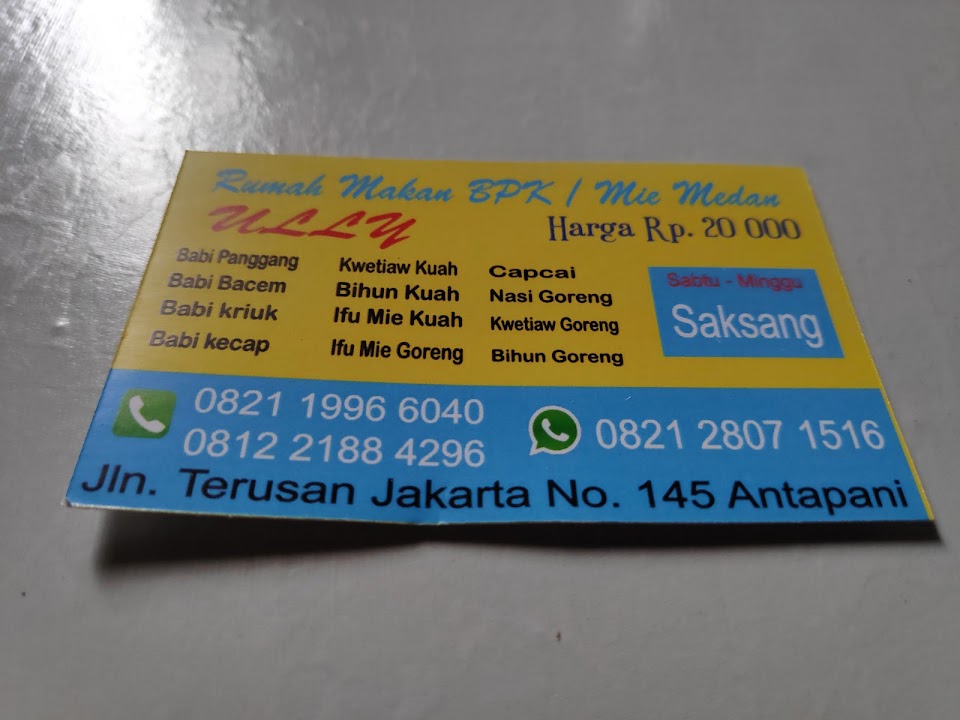 Rumah Makan BPK / Mie Medan
ULLY
Harga Rp. 20 000
Babi Panggang
Babi Bacem
Babi kriuk
Babi kecap
Kwetiaw Kuah
Bihun Kuah
Ifu Mie Kuah
Ifu Mie Goreng
Capcai
Nasi Goreng
Kwetiaw Goreng
Bihun Goreng
Sabtu - Minggu
Saksang
0821 1996 6040
0812 2188 4296
0821 2807 1516
Jln. Terusan Jakarta No. 145 Antapani